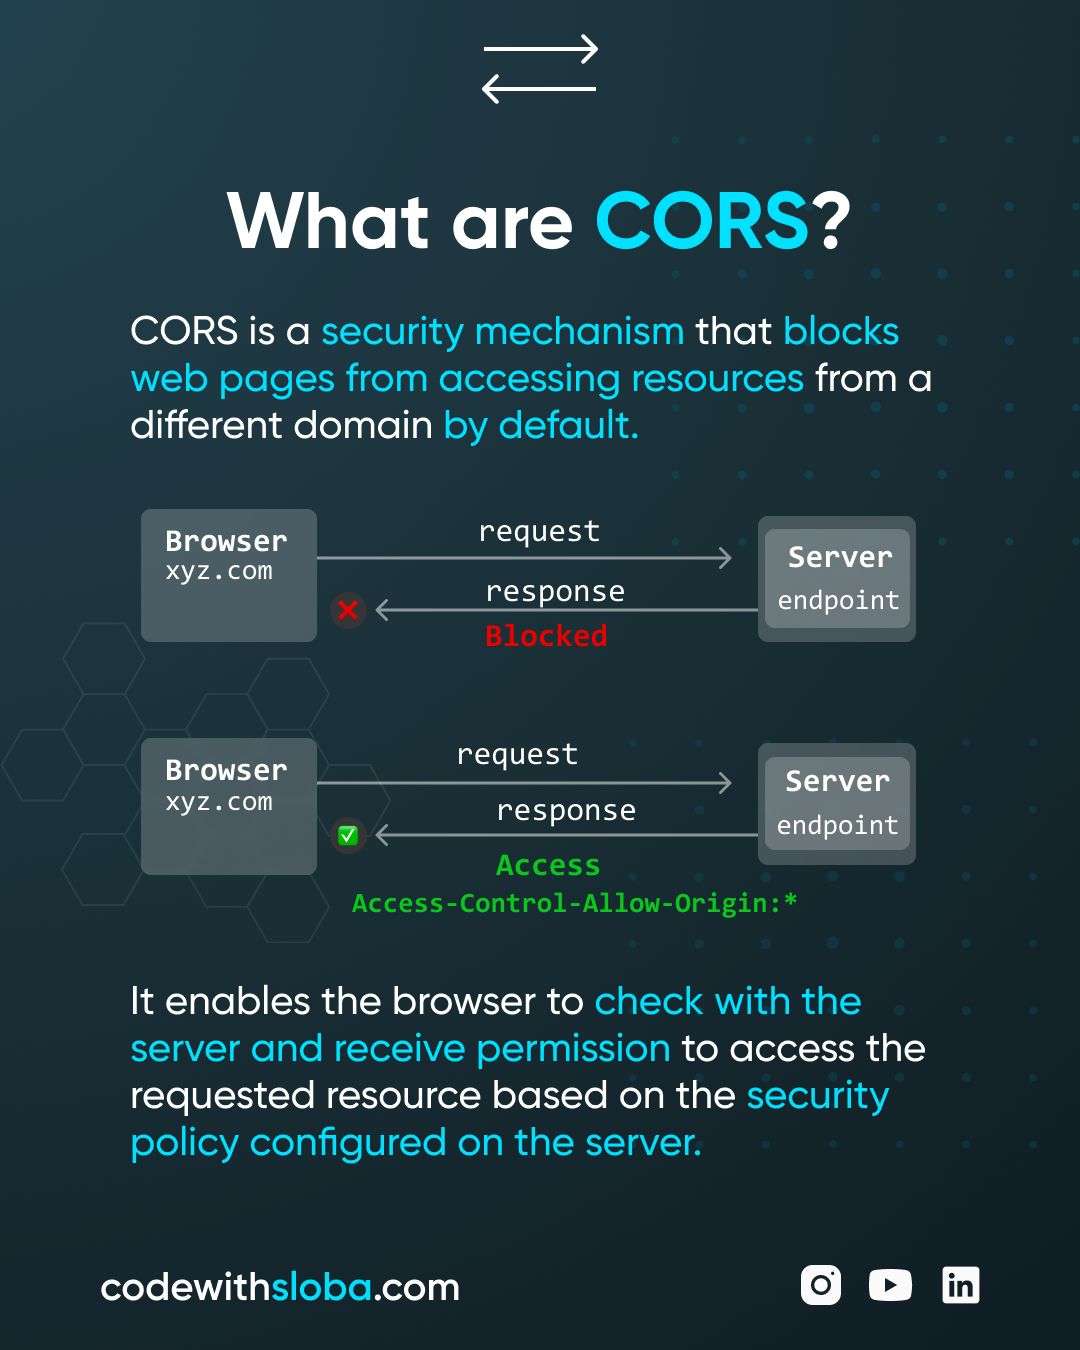 What are CORS?
CORS is a security mechanism that blocks
web pages from accessing resources from a
different domain by default.
Browser
xyz.com
request
response
Blocked
Server
endpoint
Browser
xyz.com
request
response
Access
Access-Control-Allow-Origin:*
Server
endpoint
It enables the browser to check with the
server and receive permission to access the
requested resource based on the security
policy configured on the server.
codewithsloba.com
in